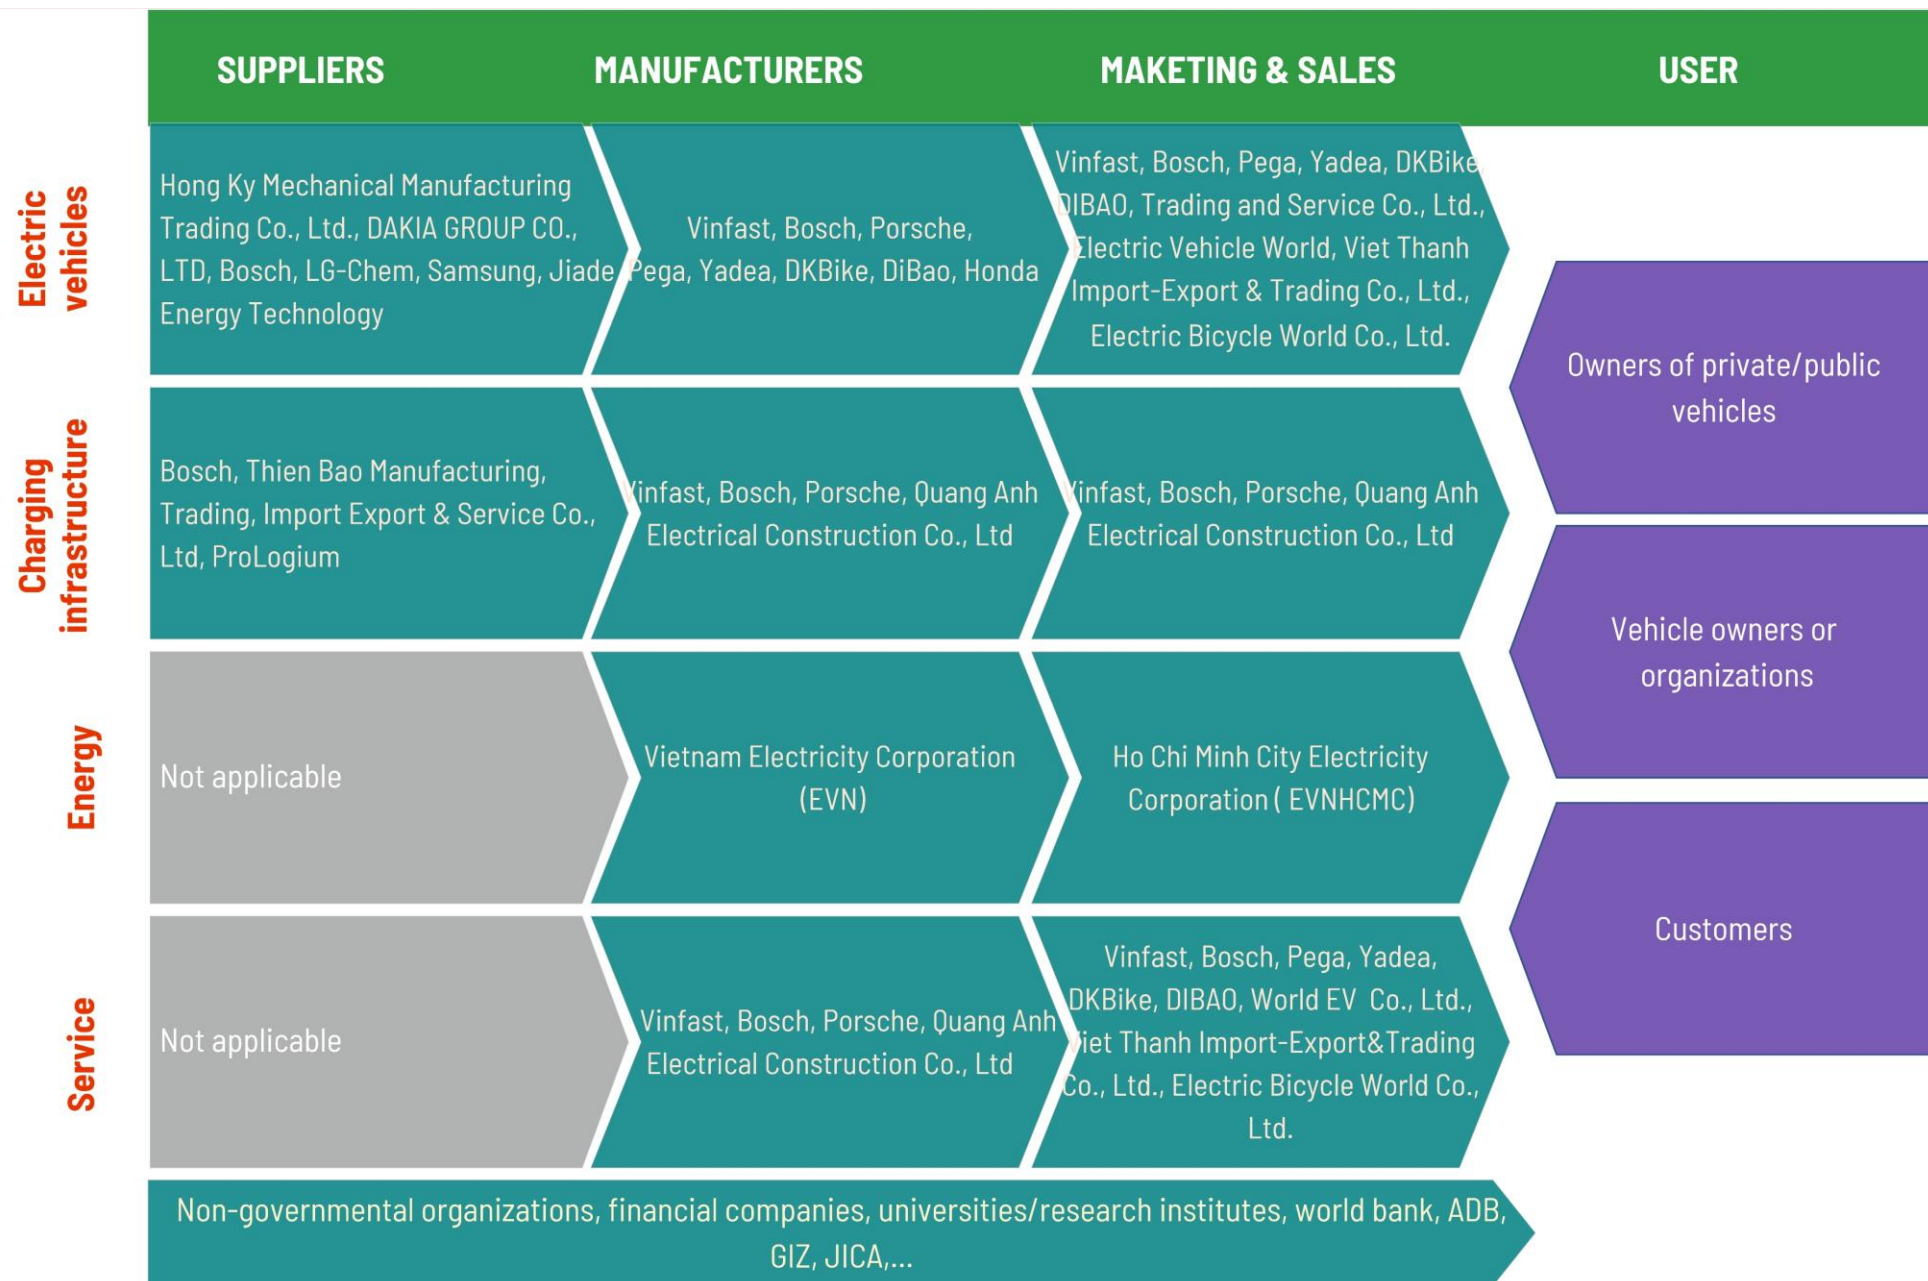 SUPPLIERS
MANUFACTURERS
MAKETING & SALES
USER
Electric
vehicles
Hong Ky Mechanical Manufacturing
Trading Co., Ltd., DAKIA GROUP CO.,
LTD, Bosch, LG-Chem, Samsung, Jiade
Energy Technology
Vinfast, Bosch, Porsche,
Pega, Yadea, DKBike, DiBao, Honda
Vinfast, Bosch, Pega, Yadea, DKBike
DIBAO, Trading and Service Co., Ltd.,
Electric Vehicle World, Viet Thanh
Import-Export & Trading Co., Ltd.,
Electric Bicycle World Co., Ltd.
Owners of private/public
vehicles
Charging
infrastructure
Bosch, Thien Bao Manufacturing,
Trading, Import Export & Service Co.,
Ltd, ProLogium
Vinfast, Bosch, Porsche, Quang Anh
Electrical Construction Co., Ltd
Vinfast, Bosch, Porsche, Quang Anh
Electrical Construction Co., Ltd
Vehicle owners or
organizations
Energy
Not applicable
Vietnam Electricity Corporation
(EVN)
Ho Chi Minh City Electricity
Corporation ( EVNHCMC)
Customers
Service
Not applicable
Vinfast, Bosch, Porsche, Quang Anh
Electrical Construction Co., Ltd
Vinfast, Bosch, Pega, Yadea,
DKBike, DIBAO, World EV  Co., Ltd.,
Viet Thanh Import-Export&Trading
Co., Ltd., Electric Bicycle World Co.,
Ltd.
Non-governmental organizations, financial companies, universities/research institutes, world bank, ADB,
GIZ, JICA,...